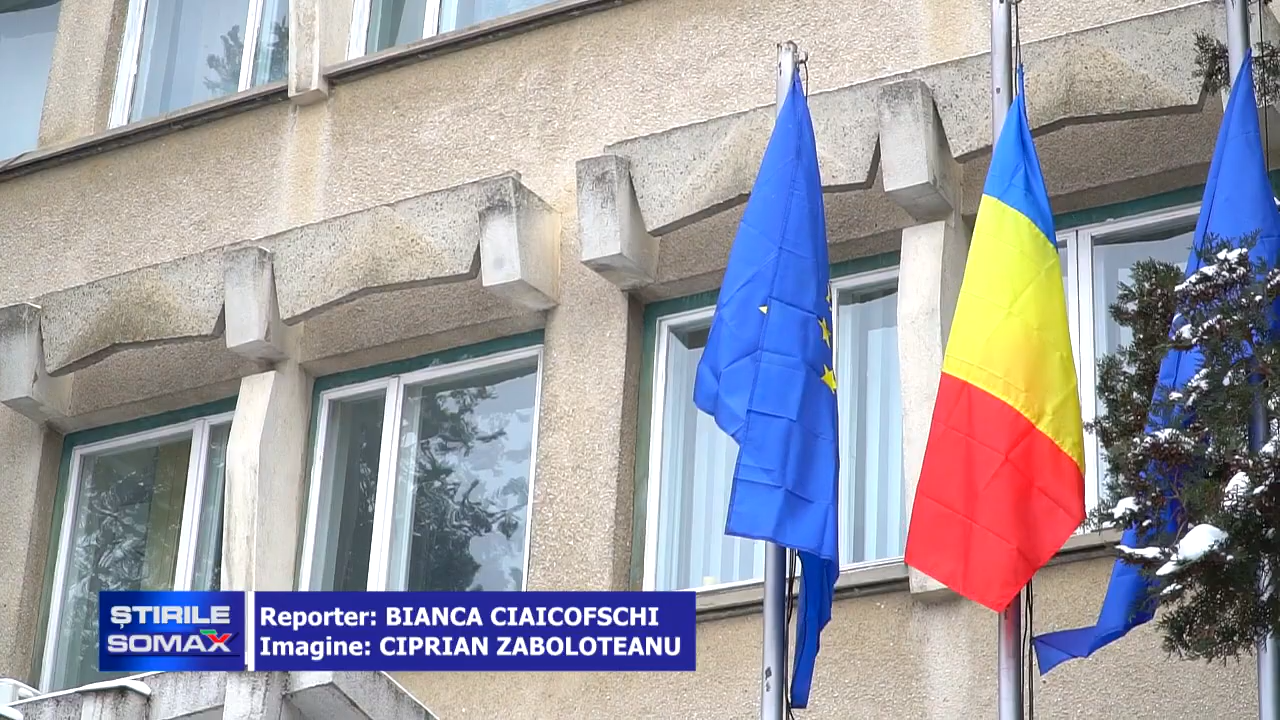 ȘTIRILE
SOMAX
Reporter: BIANCA CIAICOFSCHI
Imagine: CIPRIAN ZABOLOTEANU